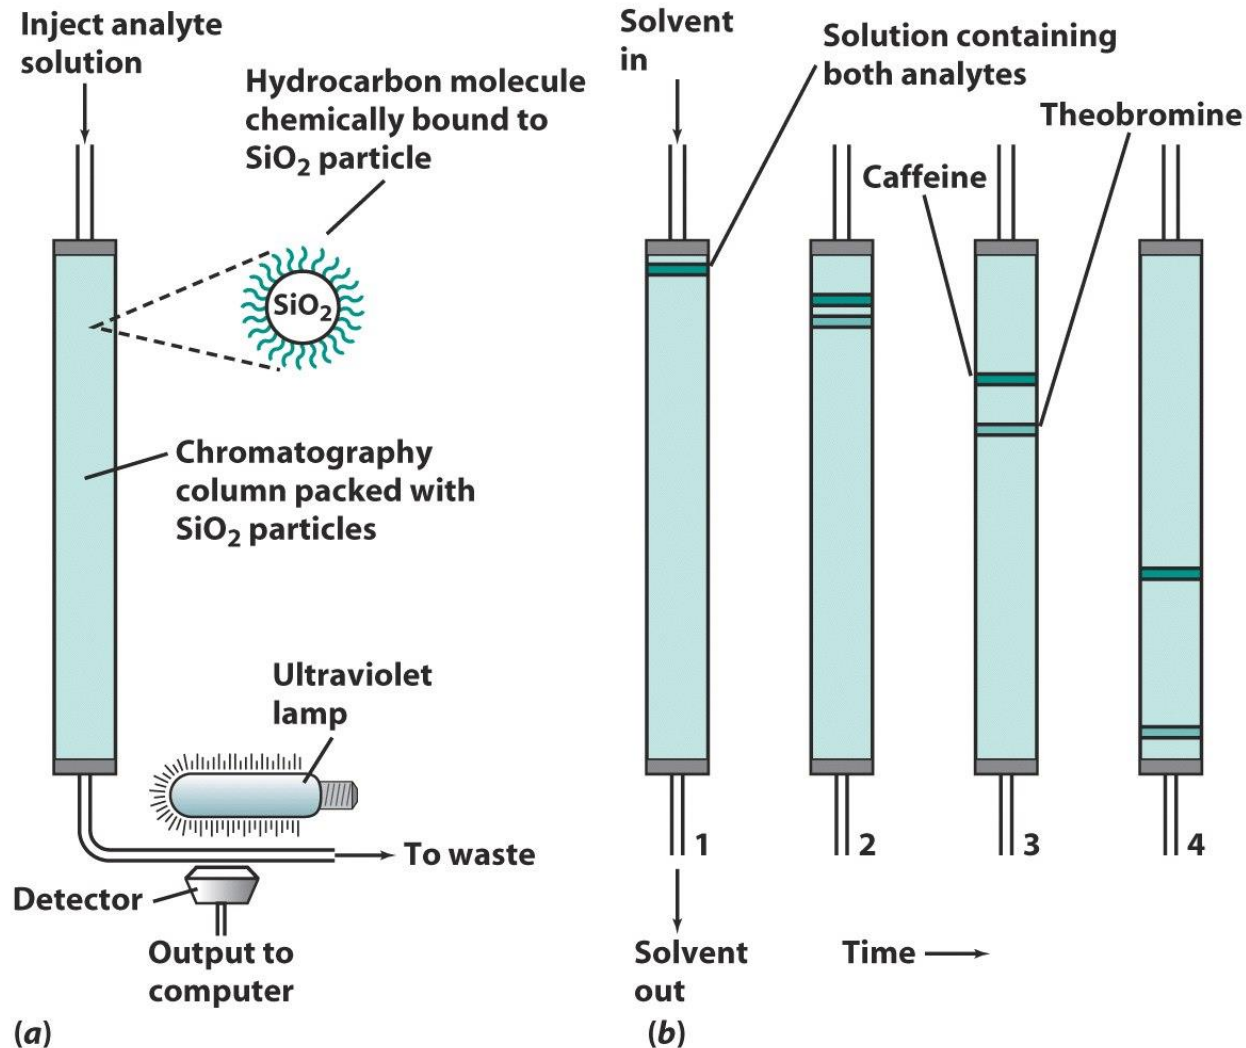 Inject analyte
solution
Hydrocarbon molecule
chemically bound to
SiO₂ particle
SiO₂
Chromatography
column packed with
SiO₂ particles
Ultraviolet
lamp
To waste
Detector
Output to
computer
(a)
Solvent
in
Solution containing
both analytes
Theobromine
Caffeine
1
2
3
4
Solvent
out
Time
(b)